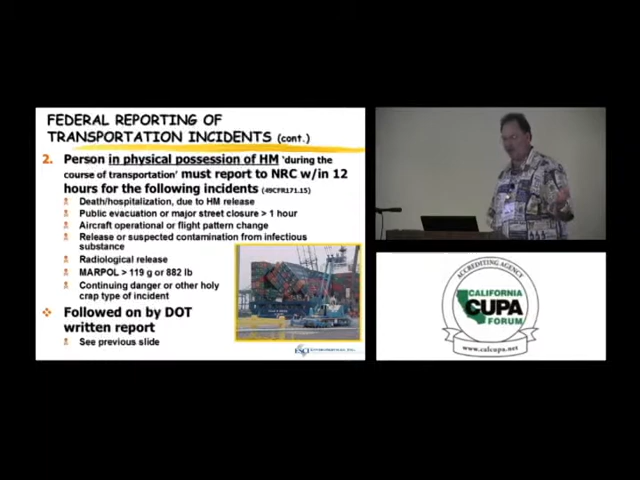 FEDERAL REPORTING OF
TRANSPORTATION INCIDENTS (cont.)
2. Person in physical possession of HM 'during the
course of transportation' must report to NRC w/in 12
hours for the following incidents (49CFR171.15)
Death/hospitalization, due to HM release
Public evacuation or major street closure > 1 hour
Aircraft operational or flight pattern change
Release or suspected contamination from infectious
substance
Radiological release
MARPOL > 119 g or 882 lb
Continuing danger or other holy
crap type of incident
Followed on by DOT
written report
See previous slide
ACCREDITING AGENCY
CALIFORNIA
CUPA
FORUM
www.calcupa.net